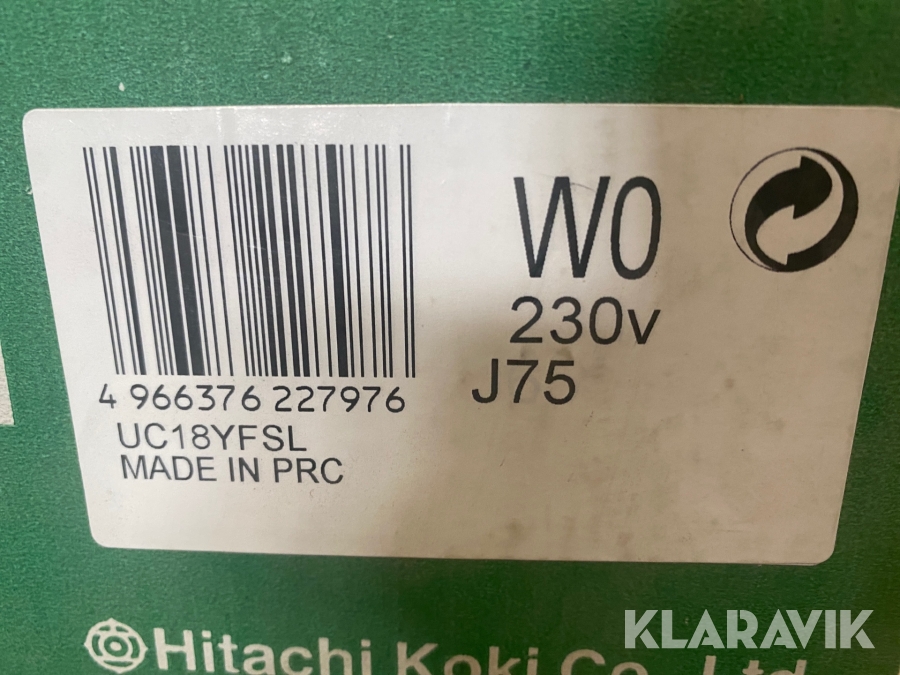 W0
230v
J75
4 966376 227976
UC18YFSL
MADE IN PRC
Hitachi Koki Co., Ltd.
KLARAVIK